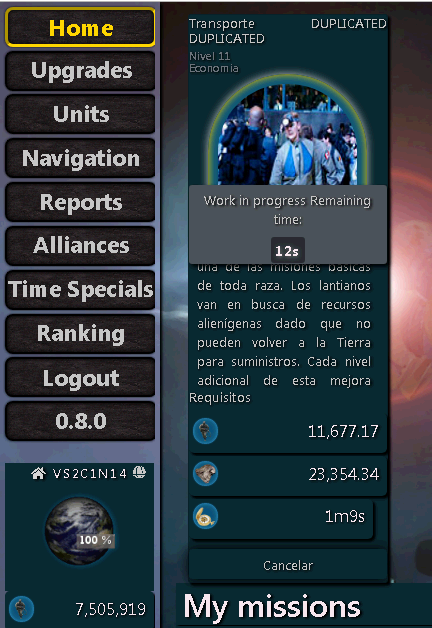 Home
Upgrades
Units
Navigation
Reports
Alliances
Time Specials
Ranking
Logout
0.8.0
VS2C1N14
100 %
7,505,919
Transporte DUPLICATED
DUPLICATED
Nivel 11
Economia
Work in progress Remaining
time:
12s
una de las misiones básicas
de toda raza. Los lantianos
van en busca de recursos
alienígenas dado que no
pueden volver a la Tierra
para suministros. Cada nivel
adicional de esta mejora
Requisitos
11,677.17
23,354.34
1m9s
Cancelar
My missions